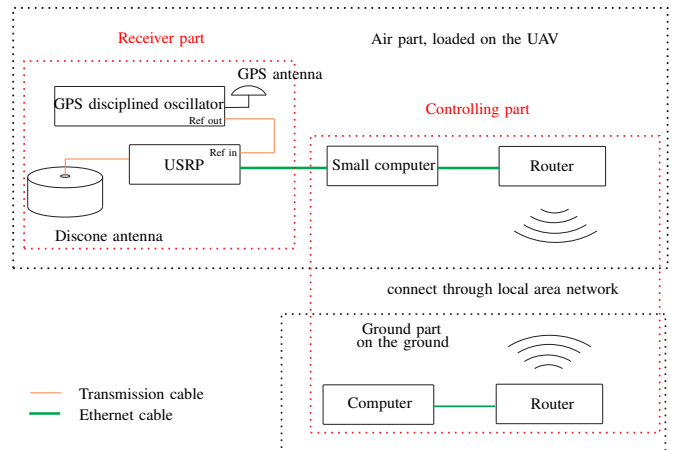 Receiver part
Air part, loaded on the UAV
GPS antenna
GPS disciplined oscillator
Ref out
Controlling part
Ref in
USRP
Small computer
Router
Discone antenna
connect through local area network
Ground part
on the ground
Transmission cable
Ethernet cable
Computer
Router